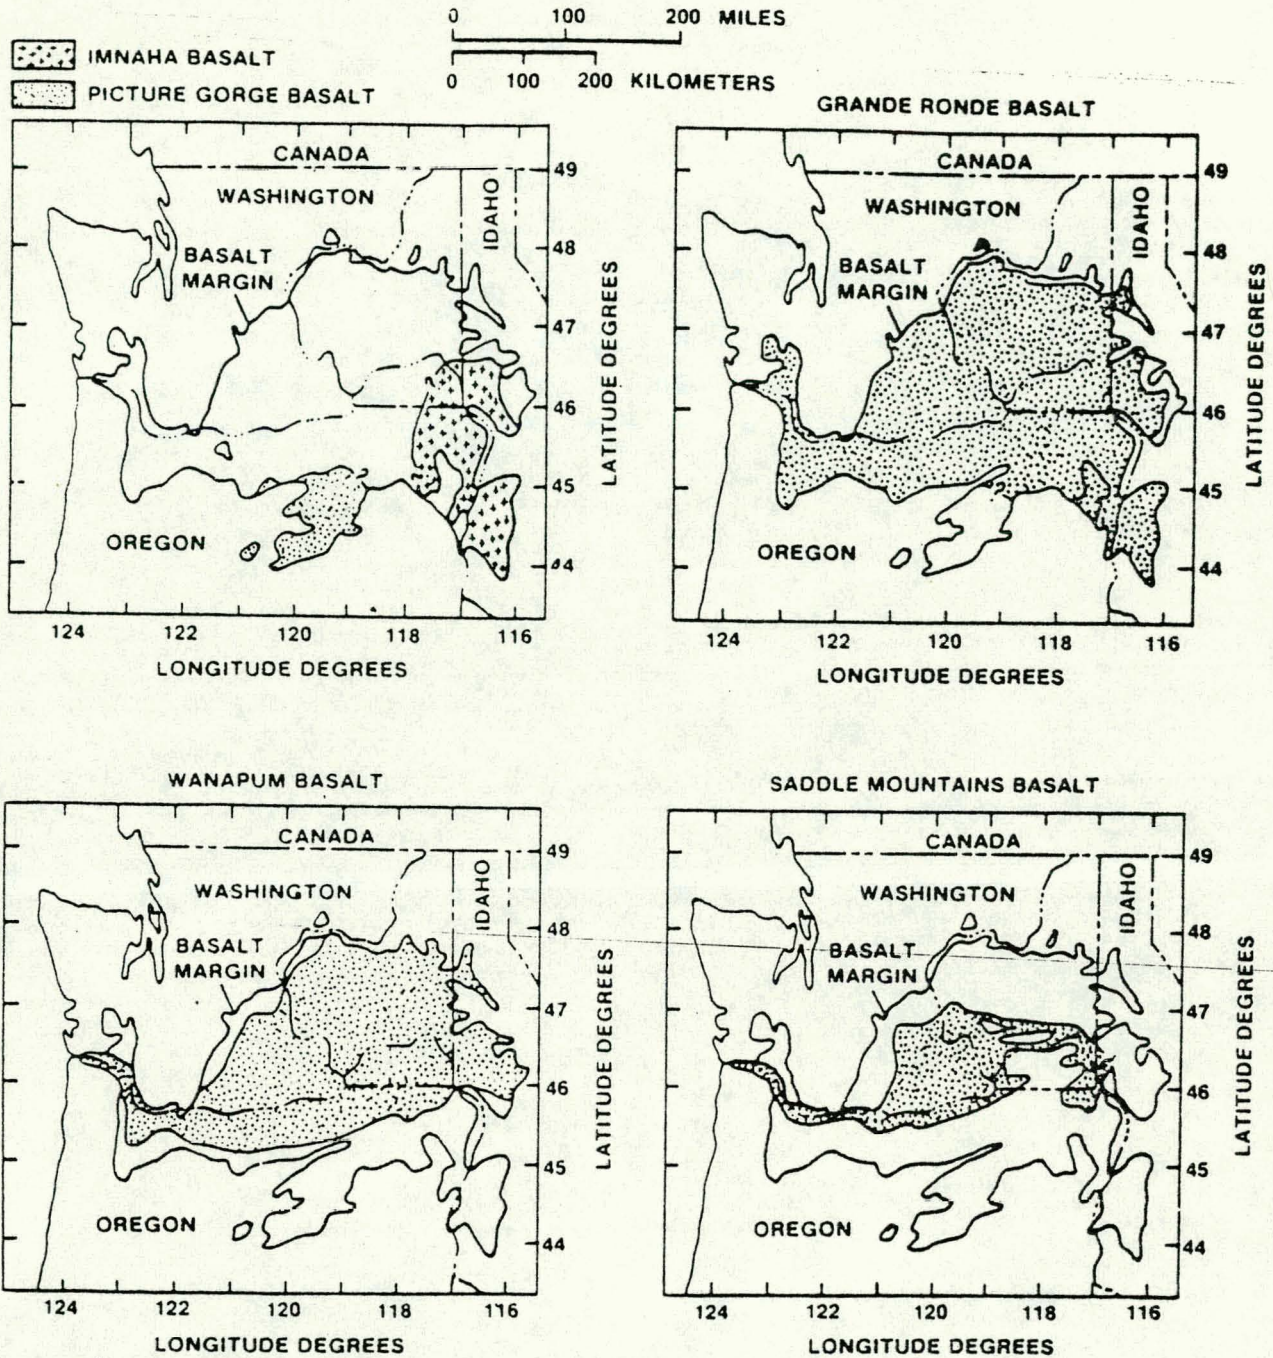 0 100 200 MILES
0 100 200 KILOMETERS
IMNAHA BASALT
PICTURE GORGE BASALT
CANADA
WASHINGTON
IDAHO
BASALT
MARGIN
OREGON
49
48
47
46
45
44
LATITUDE DEGREES
124 122 120 118 116
LONGITUDE DEGREES
GRANDE RONDE BASALT
CANADA
WASHINGTON
IDAHO
BASALT
MARGIN
OREGON
49
48
47
46
45
44
LATITUDE DEGREES
124 122 120 118 116
LONGITUDE DEGREES
WANAPUM BASALT
CANADA
WASHINGTON
IDAHO
BASALT
MARGIN
OREGON
49
48
47
46
45
44
LATITUDE DEGREES
124 122 120 118 116
LONGITUDE DEGREES
SADDLE MOUNTAINS BASALT
CANADA
WASHINGTON
IDAHO
BASALT
MARGIN
OREGON
49
48
47
46
45
44
LATITUDE DEGREES
124 122 120 118 116
LONGITUDE DEGREES